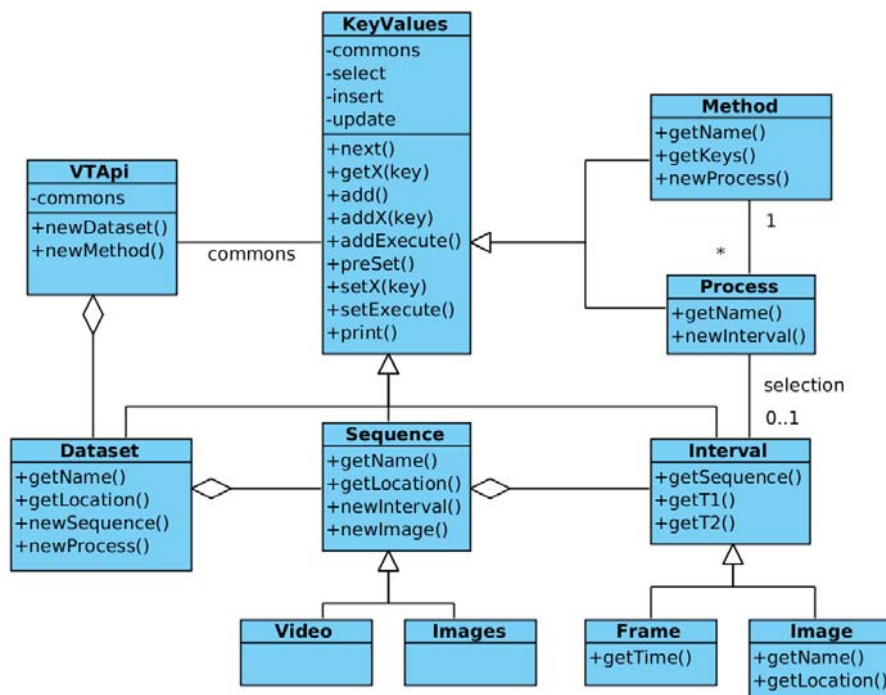 KeyValues
-commons
-select
-insert
-update
+next()
+getX(key)
+add()
+addX(key)
+addExecute()
+preSet()
+setX(key)
+setExecute()
+print()
VTApi
-commons
+newDataset()
+newMethod()
commons
Method
+getName()
+getKeys()
+newProcess()
1
*
Process
+getName()
+newInterval()
selection
0..1
Dataset
+getName()
+getLocation()
+newSequence()
+newProcess()
Sequence
+getName()
+getLocation()
+newInterval()
+newImage()
Interval
+getSequence()
+getT1()
+getT2()
Video
Images
Frame
+getTime()
Image
+getName()
+getLocation()